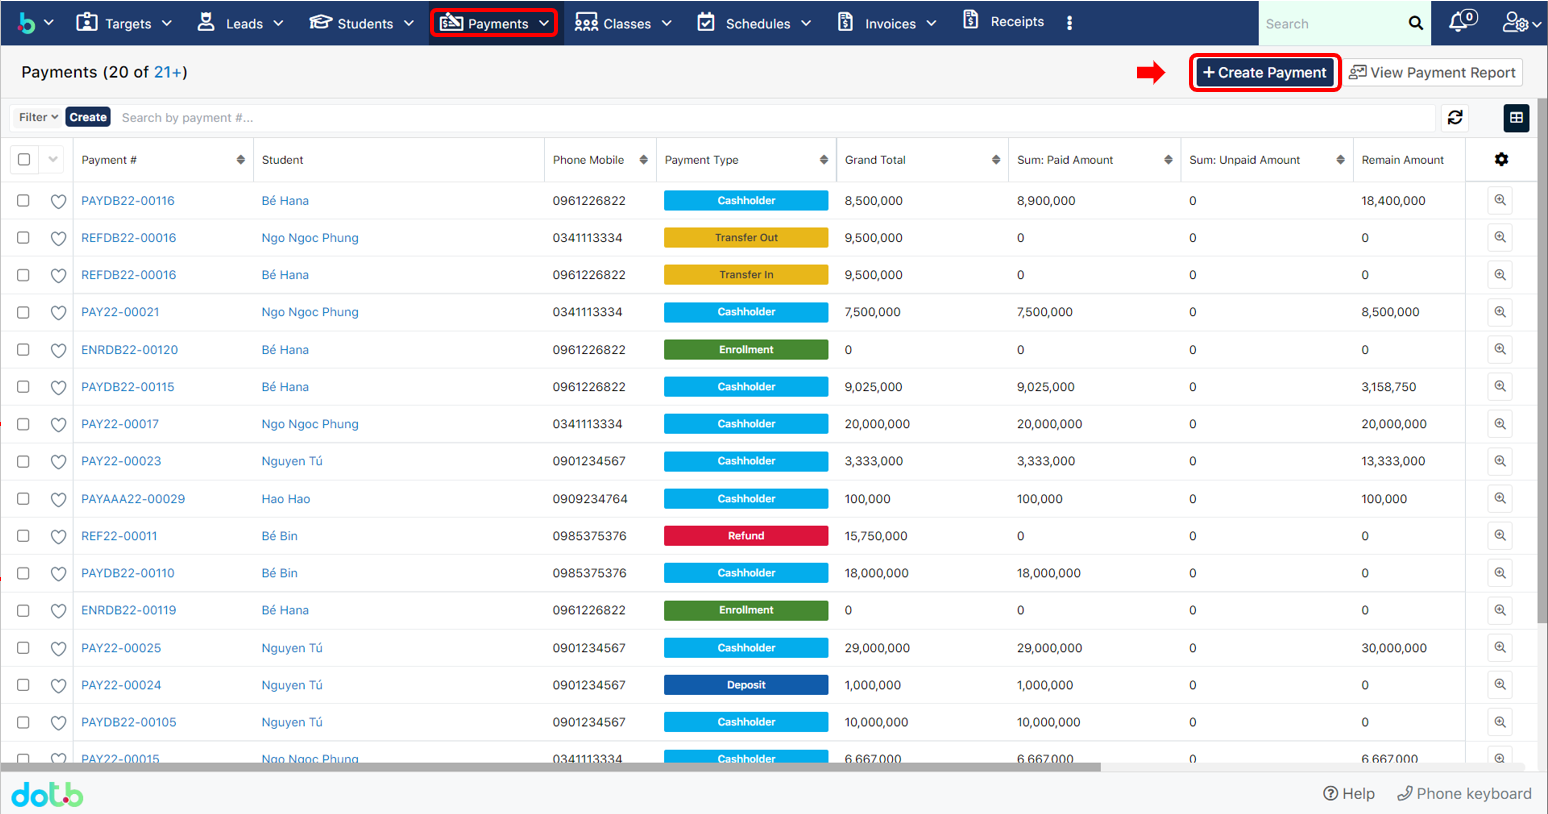 b Targets Leads Students Payments Classes Schedules Invoices Receipts Search 0
Payments (20 of 21+) + Create Payment View Payment Report
Filter Create Search by payment #...
Payment # Student Phone Mobile Payment Type Grand Total Sum: Paid Amount Sum: Unpaid Amount Remain Amount
PAYDB22-00116 Bé Hana 0961226822 Cashholder 8,500,000 8,900,000 0 18,400,000
REFDB22-00016 Ngo Ngoc Phung 0341113334 Transfer Out 9,500,000 0 0 0
REFDB22-00016 Bé Hana 0961226822 Transfer In 9,500,000 0 0 0
PAY22-00021 Ngo Ngoc Phung 0341113334 Cashholder 7,500,000 7,500,000 0 8,500,000
ENRDB22-00120 Bé Hana 0961226822 Enrollment 0 0 0 0
PAYDB22-00115 Bé Hana 0961226822 Cashholder 9,025,000 9,025,000 0 3,158,750
PAY22-00017 Ngo Ngoc Phung 0341113334 Cashholder 20,000,000 20,000,000 0 20,000,000
PAY22-00023 Nguyen Tú 0901234567 Cashholder 3,333,000 3,333,000 0 13,333,000
PAYAAA22-00029 Hao Hao 0909234764 Cashholder 100,000 100,000 0 100,000
REF22-00011 Bé Bin 0985375376 Refund 15,750,000 0 0 0
PAYDB22-00110 Bé Bin 0985375376 Cashholder 18,000,000 18,000,000 0 0
ENRDB22-00119 Bé Hana 0961226822 Enrollment 0 0 0 0
PAY22-00025 Nguyen Tú 0901234567 Cashholder 29,000,000 29,000,000 0 30,000,000
PAY22-00024 Nguyen Tú 0901234567 Deposit 1,000,000 1,000,000 0 0
PAYDB22-00105 Nguyen Tú 0901234567 Cashholder 10,000,000 10,000,000 0 0
PAY22-00015 Ngo Ngoc Phung 0341113334 Cashholder 6,667,000 6,667,000 0 6,667,000
dotb Help Phone keyboard